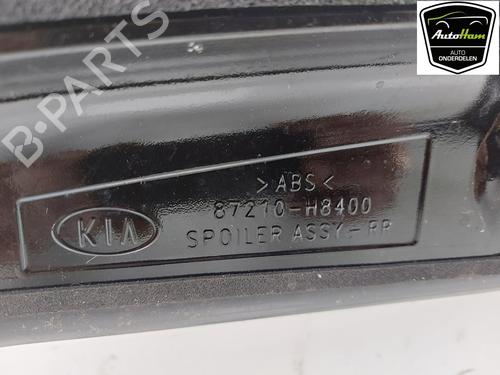 AutoHam
AUTO
ONDERDELEN
B-PARTS
>ABS<
87210-H8400
KIA
SPOILER ASSY-RR